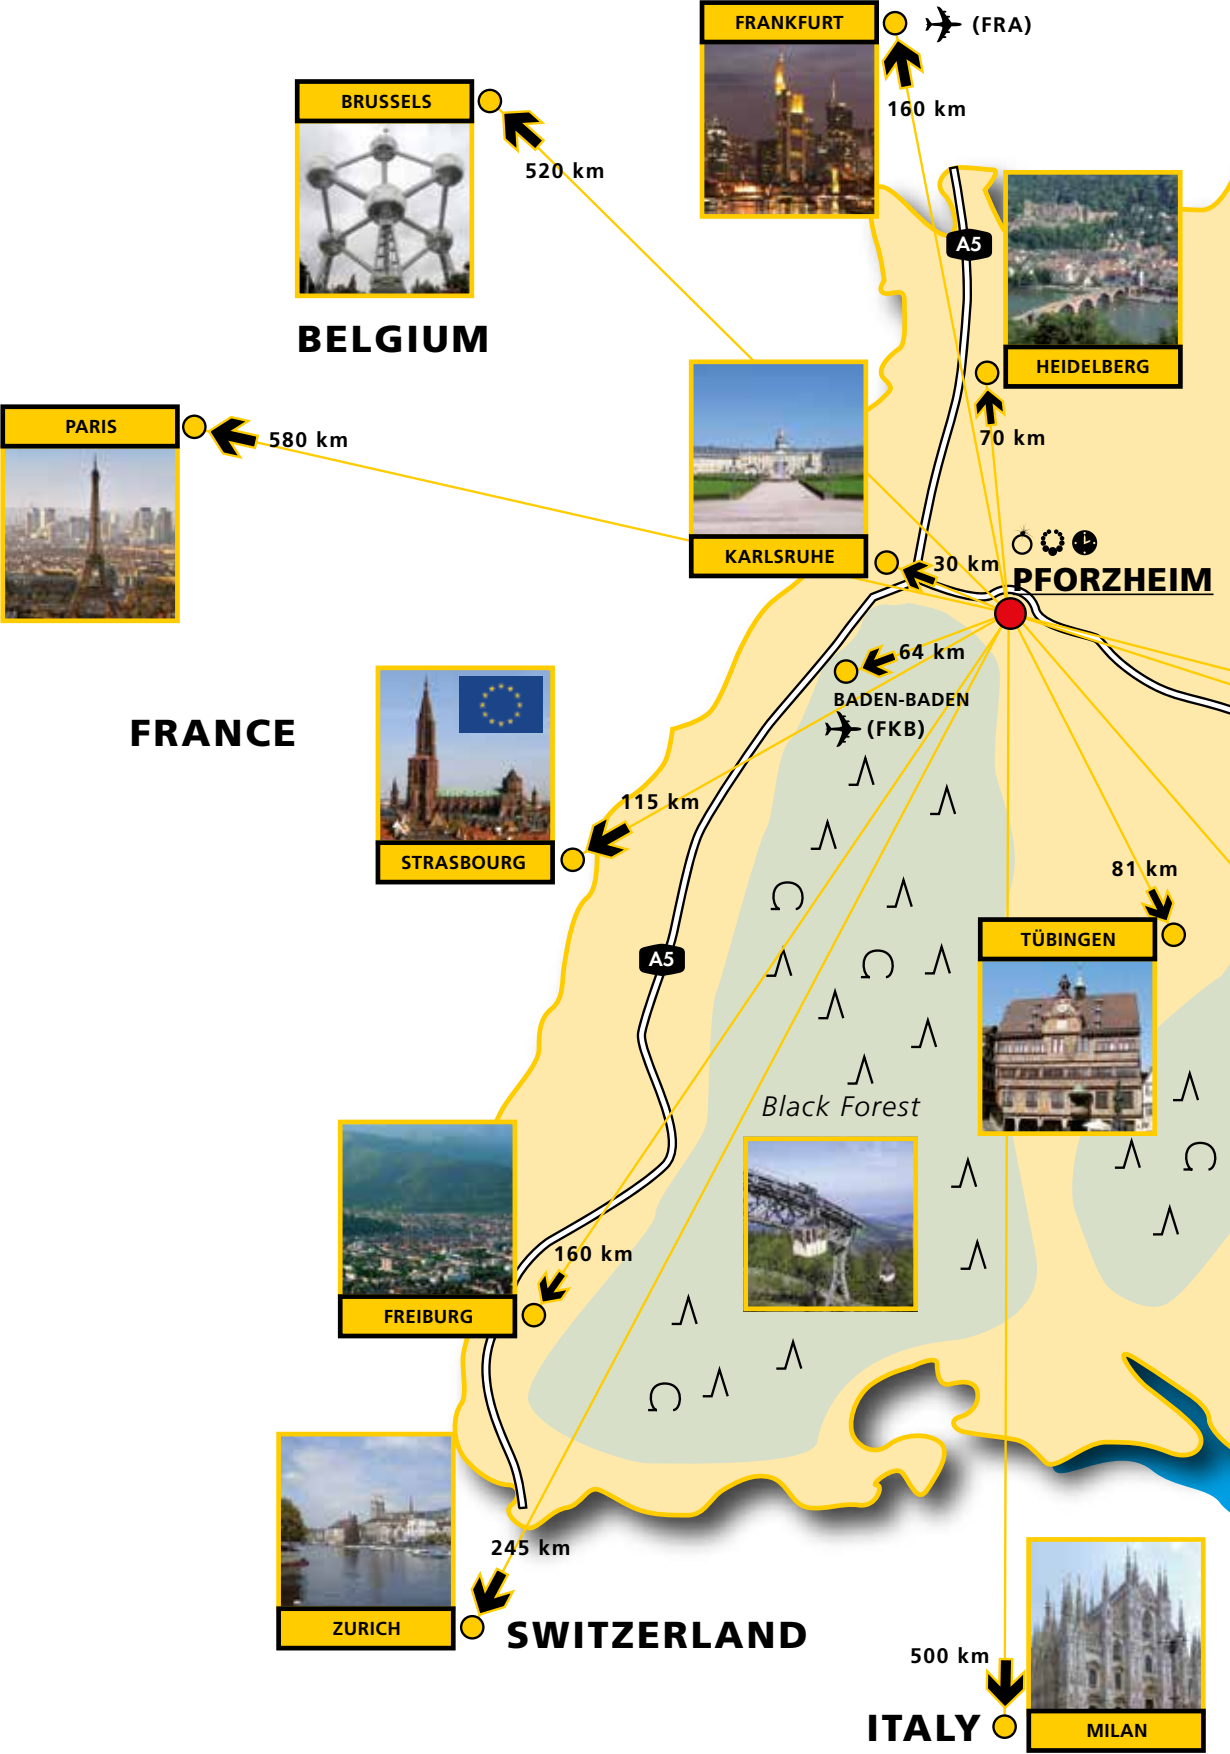 FRANKFURT
(FRA)
160 km
BRUSSELS
520 km
A5
BELGIUM
HEIDELBERG
70 km
PARIS
580 km
KARLSRUHE
30 km
PFORZHEIM
64 km
BADEN-BADEN
(FKB)
FRANCE
115 km
STRASBOURG
81 km
TÜBINGEN
A5
Black Forest
160 km
FREIBURG
245 km
ZURICH
SWITZERLAND
500 km
ITALY
MILAN